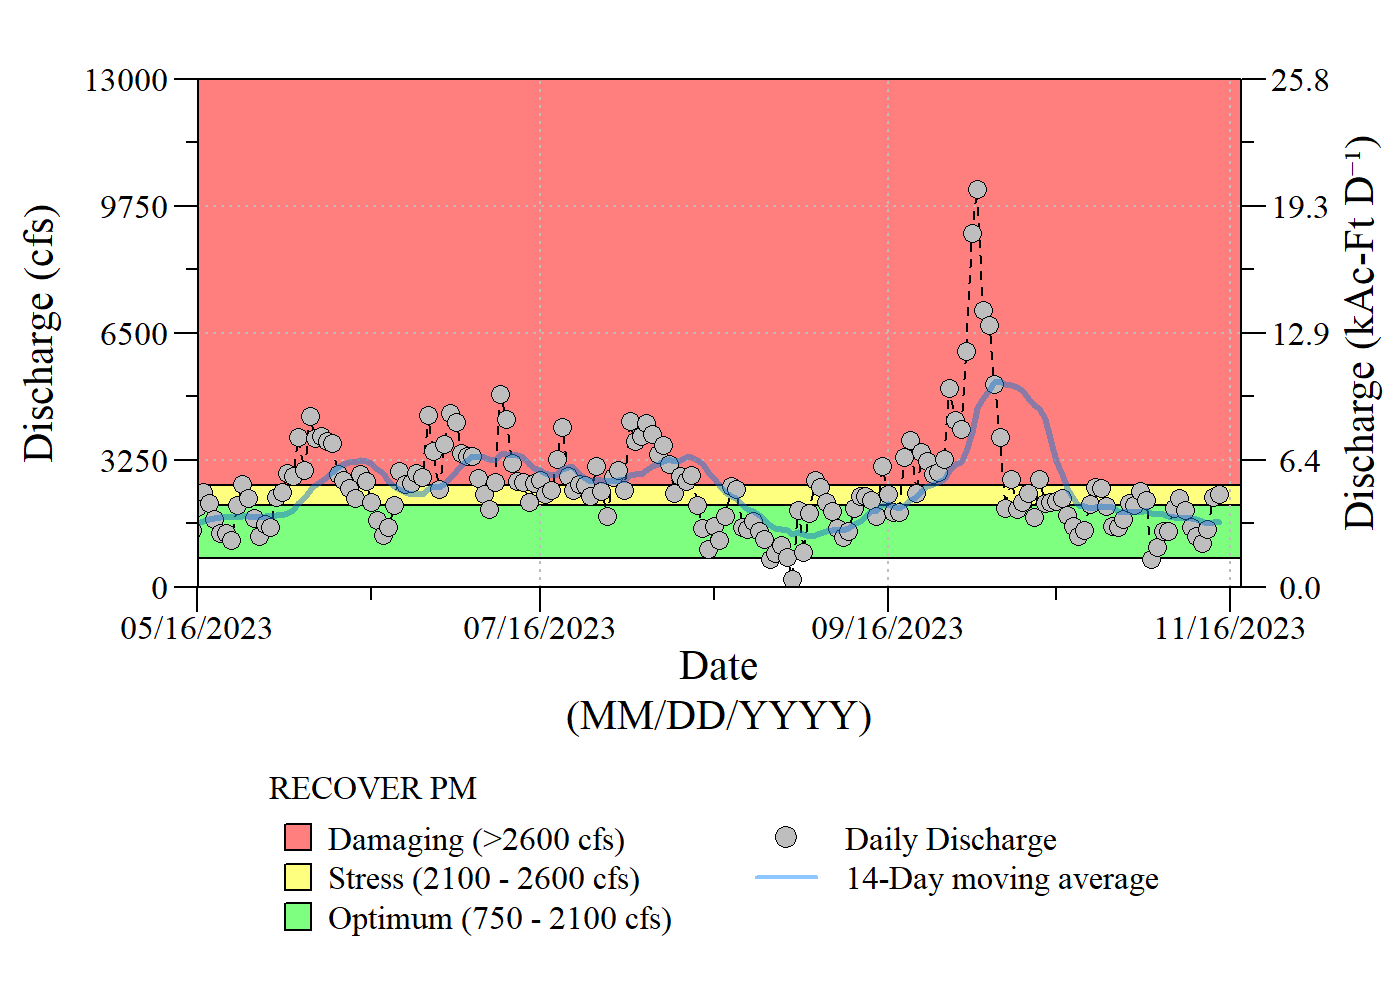 13000
9750
6500
3250
0
Discharge (cfs)
25.8
19.3
12.9
6.4
0.0
Discharge (kAc-Ft D⁻¹)
05/16/2023
07/16/2023
09/16/2023
11/16/2023
Date
(MM/DD/YYYY)
RECOVER PM
Damaging (>2600 cfs)
Stress (2100 - 2600 cfs)
Optimum (750 - 2100 cfs)
Daily Discharge
14-Day moving average